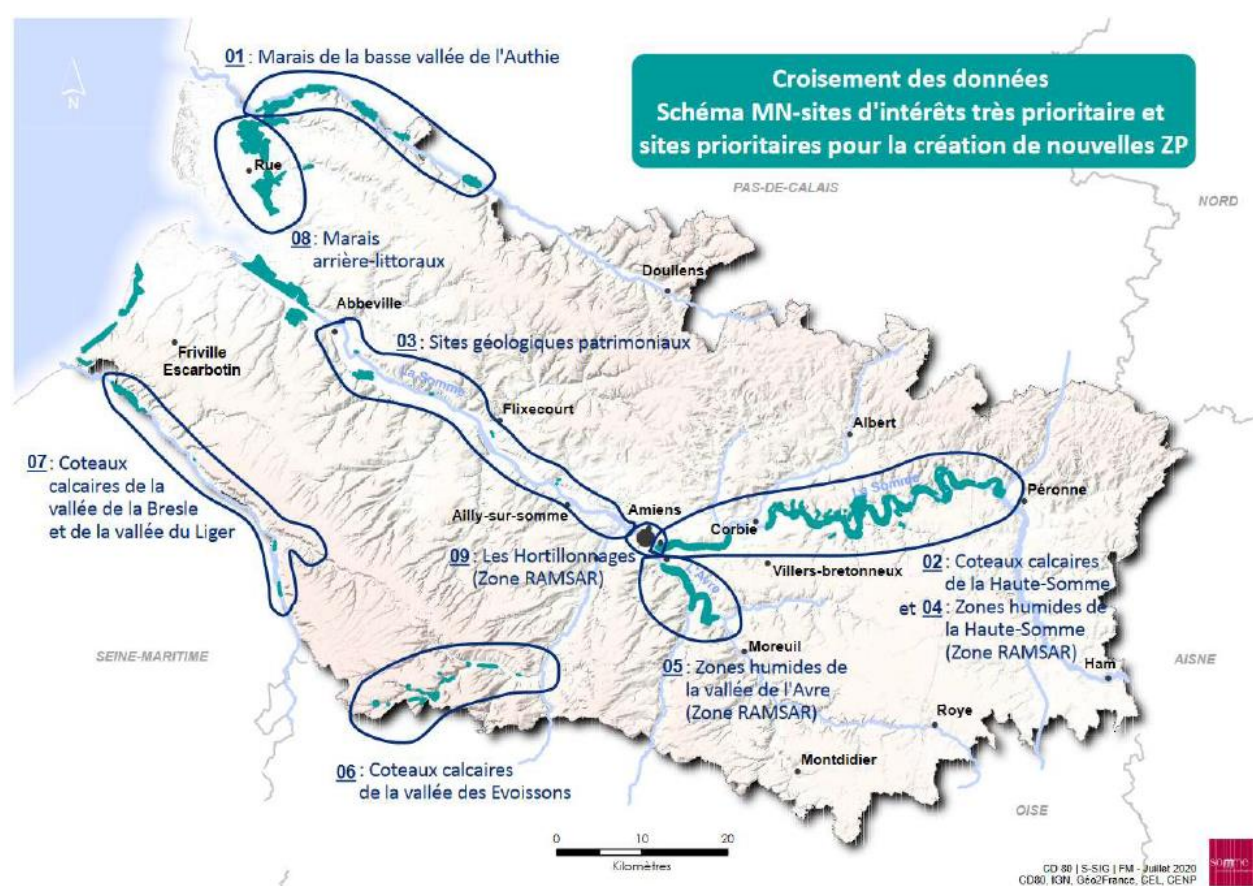 01 : Marais de la basse vallée de l'Authie
Croisement des données
Schéma MN-sites d'intérêts très prioritaire et
sites prioritaires pour la création de nouvelles ZP
N
Rue
PAS-DE-CALAIS
NORD
08 : Marais
arrière-littoraux
Doullens
Abbeville
03 : Sites géologiques patrimoniaux
Friville
Escarbotin
La Somme
Flixecourt
Albert
07 : Coteaux
calcaires de la
vallée de la Bresle
et de la vallée du Liger
La Somme
Péronne
Ailly-sur-somme
Amiens
Corbie
09 : Les Hortillonnages
(Zone RAMSAR)
L'Avre
Villers-bretonneux
02 : Coteaux calcaires
de la Haute-Somme
et 04 : Zones humides de
la Haute-Somme
(Zone RAMSAR)
SEINE-MARITIME
Moreuil
05 : Zones humides de
la vallée de l'Avre
(Zone RAMSAR)
Ham
AISNE
Roye
Montdidier
06 : Coteaux calcaires
de la vallée des Evoissons
OISE
0 10 20
Kilomètres
CD 80 | S-SIG | FM - Juillet 2020
CD80, IGN, Géo2France, CEL, CENP
somme